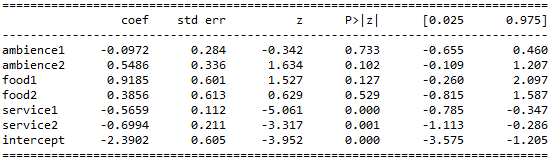 coef std err z P>|z| [0.025 0.975]
ambience1 -0.0972 0.284 -0.342 0.733 -0.655 0.460
ambience2 0.5486 0.336 1.634 0.102 -0.109 1.207
food1 0.9185 0.601 1.527 0.127 -0.260 2.097
food2 0.3856 0.613 0.629 0.529 -0.815 1.587
service1 -0.5659 0.112 -5.061 0.000 -0.785 -0.347
service2 -0.6994 0.211 -3.317 0.001 -1.113 -0.286
intercept -2.3902 0.605 -3.952 0.000 -3.575 -1.205